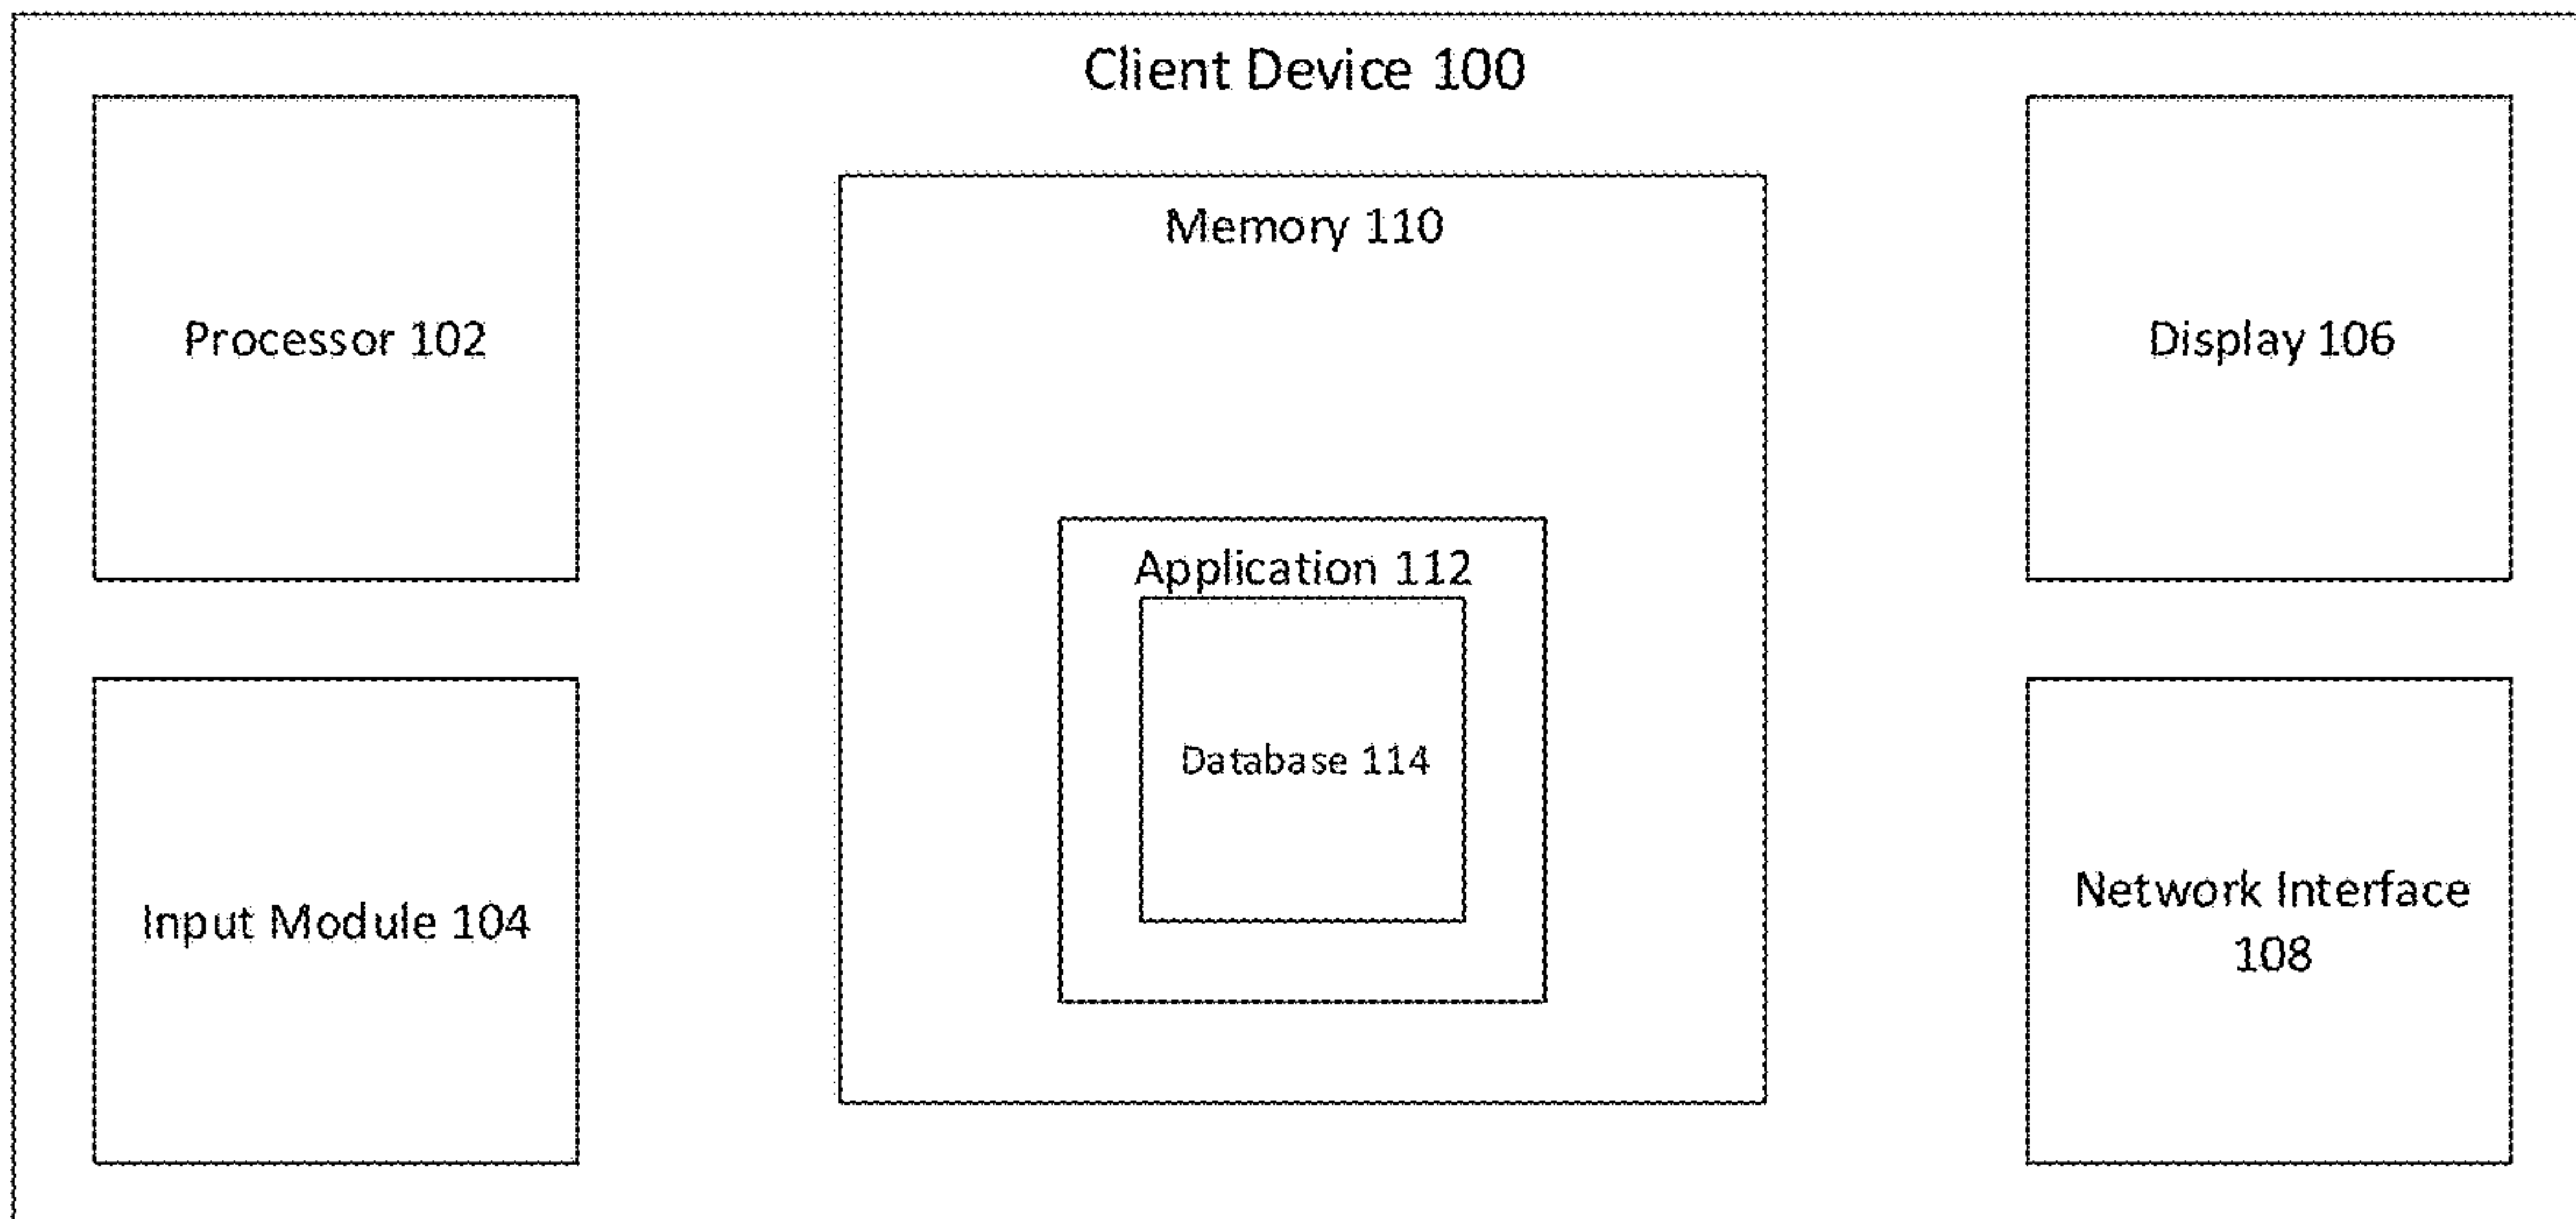 Client Device 100
Processor 102
Memory 110
Display 106
Application 112
Database 114
Input Module 104
Network Interface
108